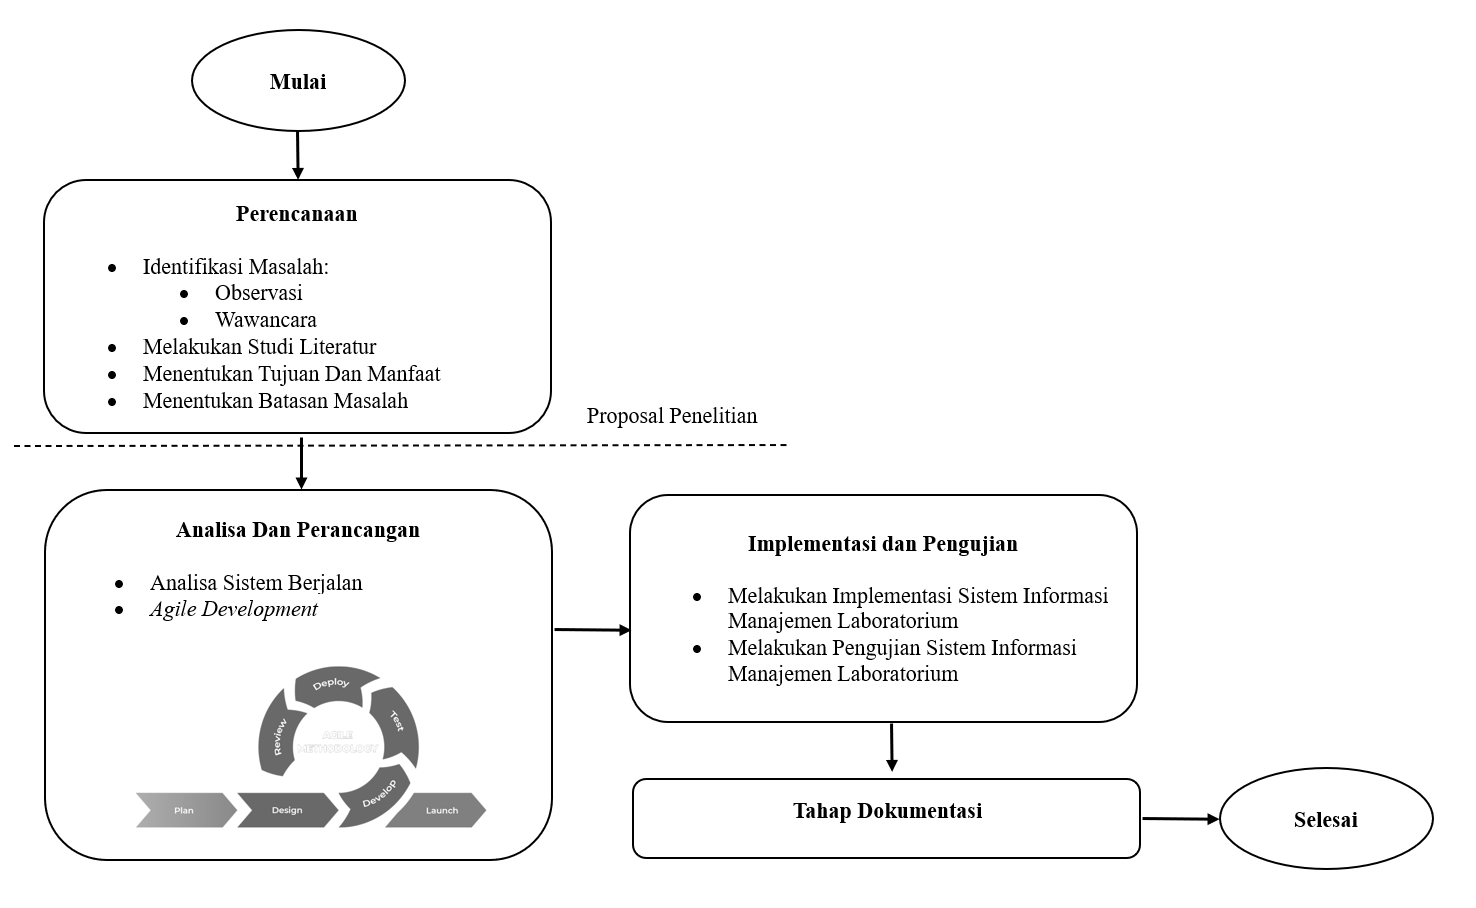 Mulai
Perencanaan
• Identifikasi Masalah:
• Observasi
• Wawancara
• Melakukan Studi Literatur
• Menentukan Tujuan Dan Manfaat
• Menentukan Batasan Masalah
Proposal Penelitian
Analisa Dan Perancangan
• Analisa Sistem Berjalan
• Agile Development
Deploy
Test
Review
AGILE
METHODOLOGY
Develop
Plan
Design
Launch
Implementasi dan Pengujian
• Melakukan Implementasi Sistem Informasi
Manajemen Laboratorium
• Melakukan Pengujian Sistem Informasi
Manajemen Laboratorium
Tahap Dokumentasi
Selesai